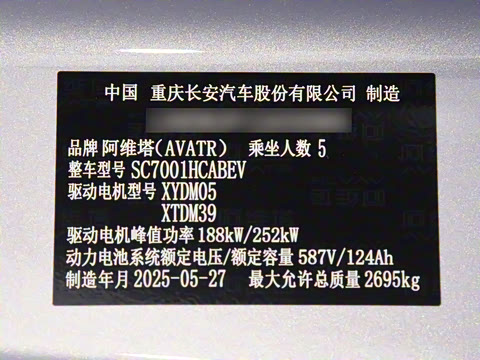 中国 重庆长安汽车股份有限公司 制造
品牌 阿维塔(AVATR) 乘坐人数 5
整车型号 SC7001HCABEV
驱动电机型号 XYDM05
XTDM39
驱动电机峰值功率 188kW/252kW
动力电池系统额定电压/额定容量 587V/124Ah
制造年月 2025-05-27 最大允许总质量 2695kg